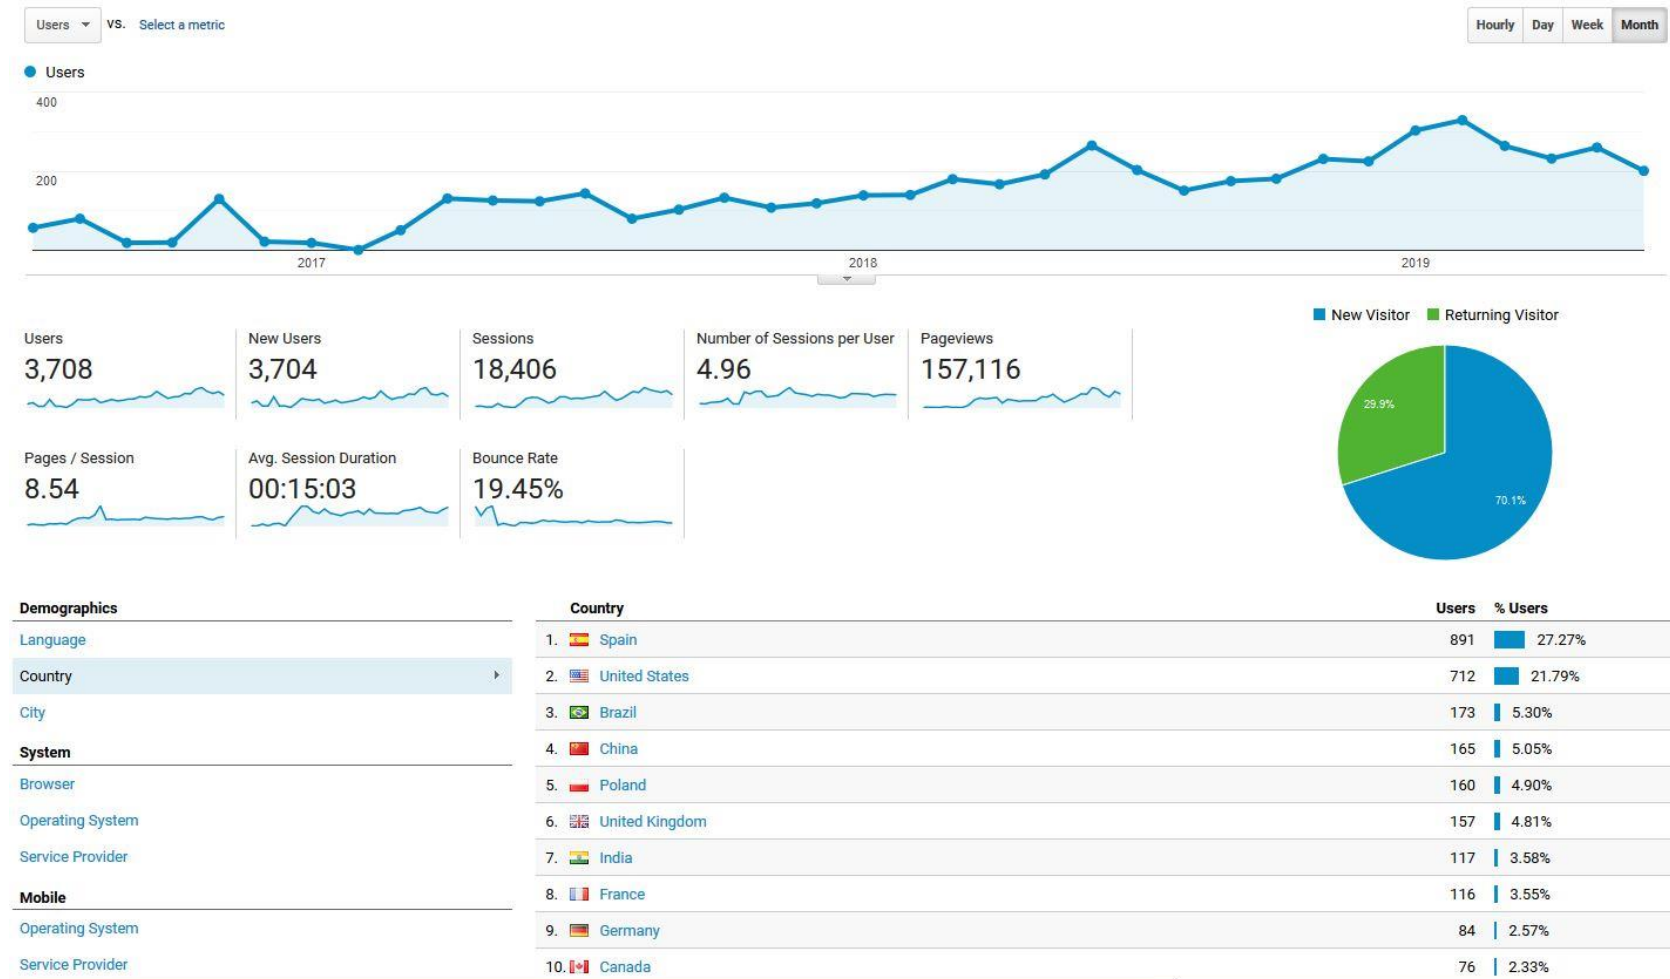 Users vs. Select a metric
Hourly Day Week Month
Users
400
200
2017 2018 2019
New Visitor Returning Visitor
Users
3,708
New Users
3,704
Sessions
18,406
Number of Sessions per User
4.96
Pageviews
157,116
Pages / Session
8.54
Avg. Session Duration
00:15:03
Bounce Rate
19.45%
29.9%
70.1%
Demographics
Language
Country
City
System
Browser
Operating System
Service Provider
Mobile
Operating System
Service Provider
Country Users % Users
1. Spain 891 27.27%
2. United States 712 21.79%
3. Brazil 173 5.30%
4. China 165 5.05%
5. Poland 160 4.90%
6. United Kingdom 157 4.81%
7. India 117 3.58%
8. France 116 3.55%
9. Germany 84 2.57%
10. Canada 76 2.33%